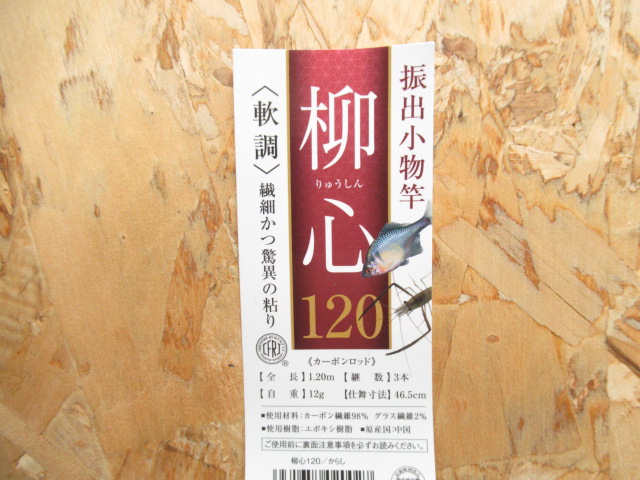 振出小物竿
柳心
りゅうしん
120
〈軟調〉繊細かつ驚異の粘り
CFRP
《カーボンロッド》
【全長】1.20m【継数】3本
【自重】12g【仕舞寸法】46.5cm
■使用材料:カーボン繊維98% グラス繊維2%
■使用樹脂:エポキシ樹脂 ■原産国:中国
ご使用前に裏面注意事項を必ずお読みください。
柳心120/からし